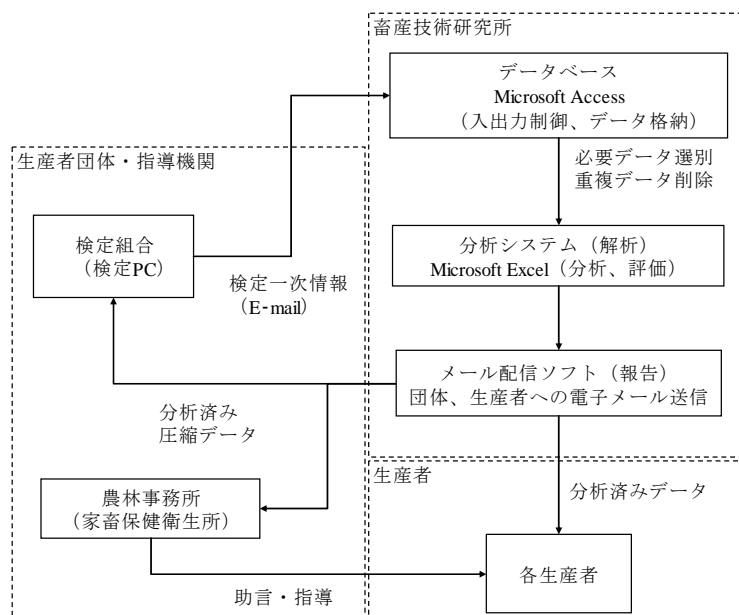 畜産技術研究所
データベース
Microsoft Access
（入出力制御、データ格納）
必要データ選別
重複データ削除
生産者団体・指導機関
検定組合
（検定PC）
検定一次情報
（E-mail）
分析システム（解析）
Microsoft Excel（分析、評価）
メール配信ソフト（報告）
団体、生産者への電子メール送信
分析済み
圧縮データ
生産者
分析済みデータ
農林事務所
（家畜保健衛生所）
各生産者
助言・指導